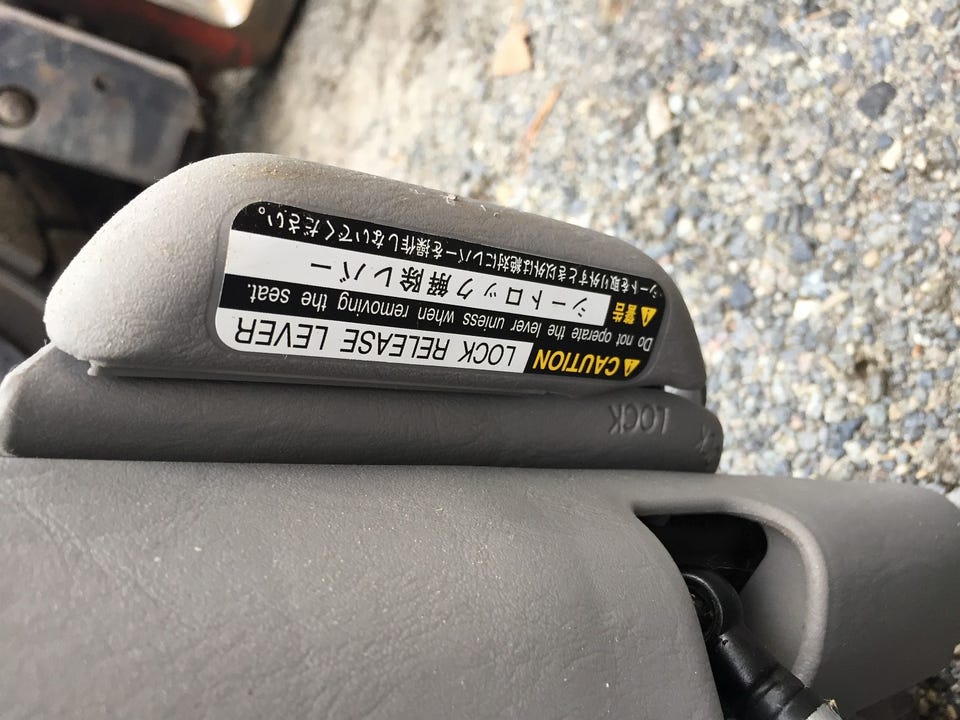 ⚠CAUTION LOCK RELEASE LEVER
Do not operate the lever unless when removing the seat.
⚠警告 シートロック解除レバー
シートを取り外すとき以外は絶対にレバーを操作しないでください。
LOCK